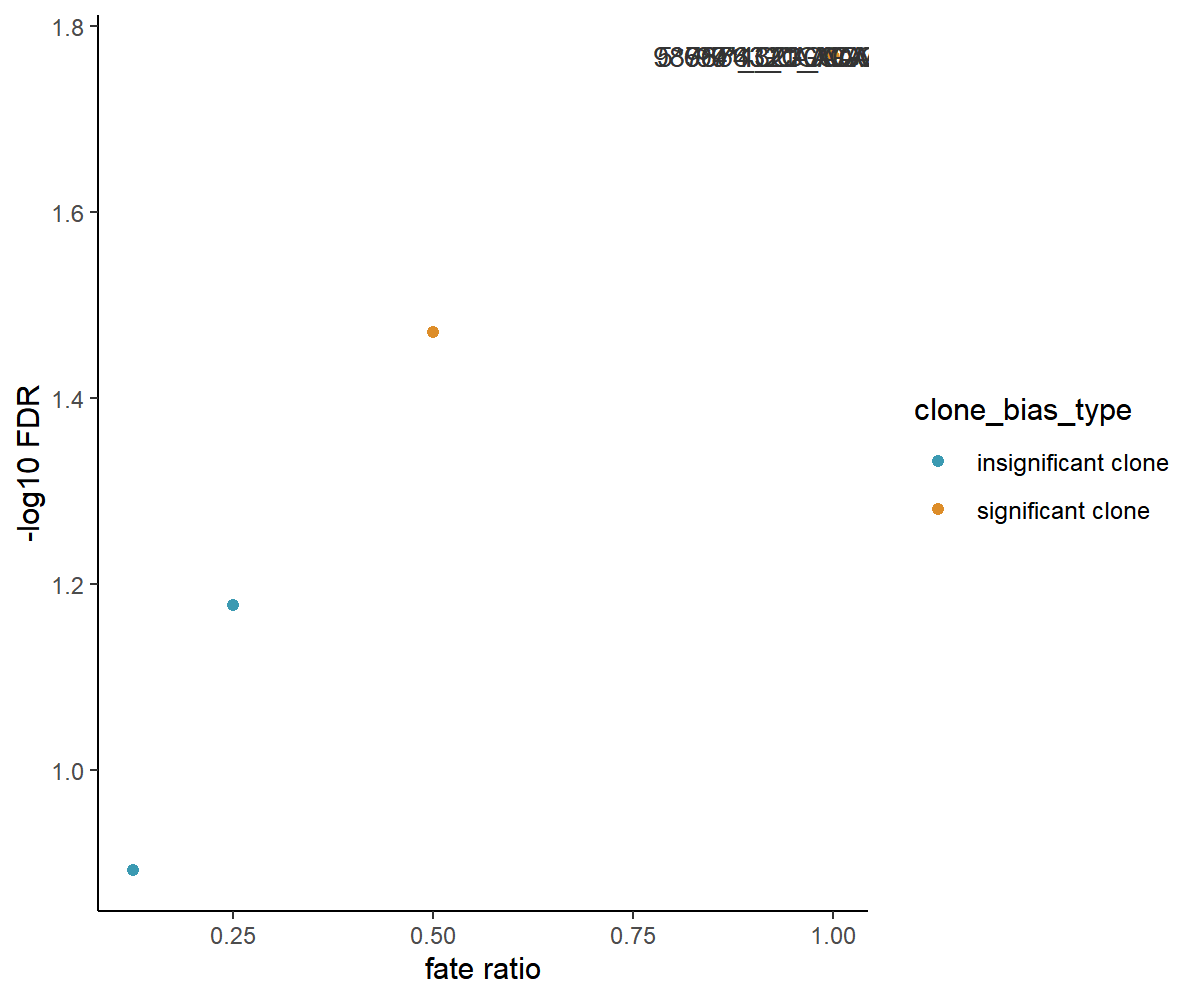 1.8
1.6
1.4
1.2
1.0
-log10 FDR
0.25
0.50
0.75
1.00
fate ratio
clone_bias_type
insignificant clone
significant clone